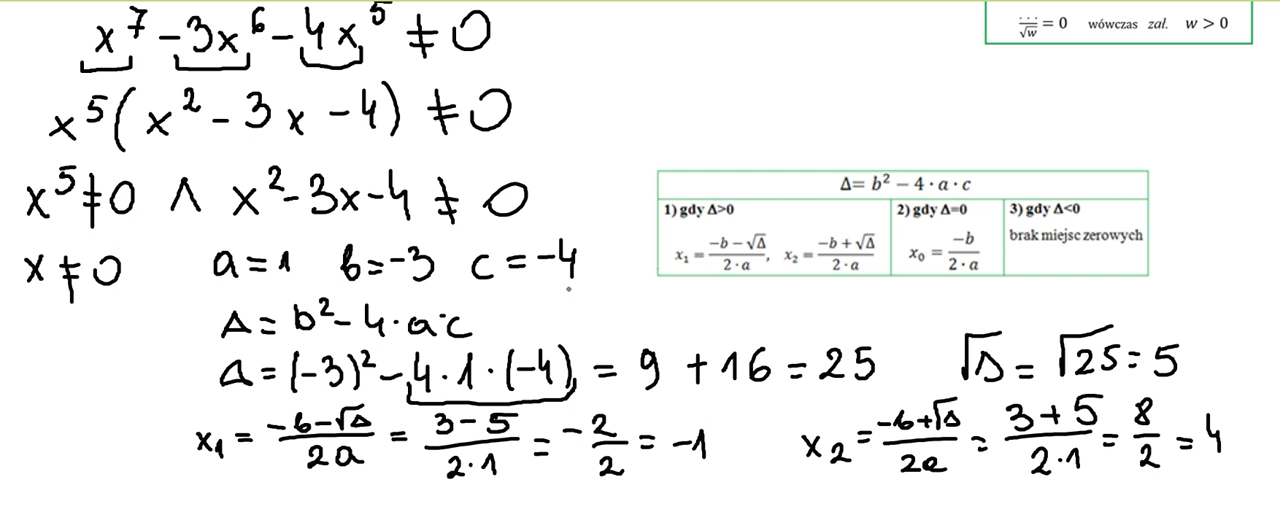 x⁷ - 3x⁶ - 4x⁵ ≠ 0
x⁵(x² - 3x - 4) ≠ 0
x⁵ ≠ 0 ∧ x² - 3x - 4 ≠ 0
x ≠ 0 a = 1 b = -3 c = -4
Δ = b² - 4·a·c
Δ = (-3)² - 4·1·(-4) = 9 + 16 = 25 √Δ = √25 = 5
x₁ = (-b-√Δ)/2a = (3-5)/(2·1) = -2/2 = -1 x₂ = (-b+√Δ)/2a = (3+5)/(2·1) = 8/2 = 4
.../√w = 0 wówczas zał. w > 0
Δ= b² − 4 · a · c
1) gdy Δ>0 2) gdy Δ=0 3) gdy Δ<0
x₁ = (−b − √Δ)/(2 · a), x₂ = (−b + √Δ)/(2 · a) x₀ = −b/(2 · a) brak miejsc zerowych